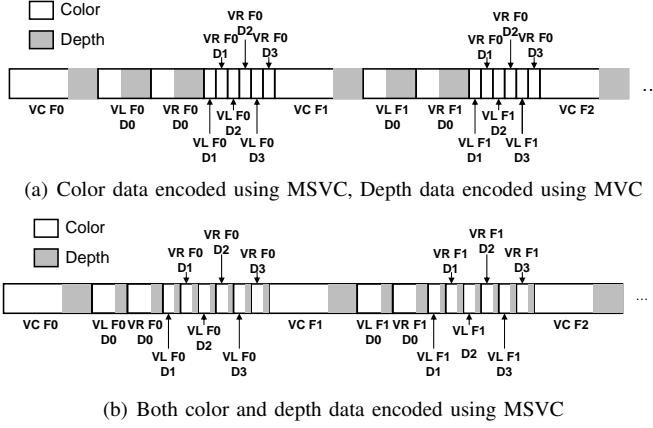 Color
Depth
VR F0
D1
VR F0
D2
VR F0
D3
VR F0
D1
VR F0
D2
VR F0
D3
VC F0
VL F0
D0
VR F0
D0
VL F0
D1
VL F0
D2
VL F0
D3
VC F1
VL F1
D0
VR F1
D0
VL F1
D1
VL F1
D2
VL F1
D3
VC F2
..
(a) Color data encoded using MSVC, Depth data encoded using MVC
Color
Depth
VR F0
D1
VR F0
D2
VR F0
D3
VR F1
D1
VR F1
D2
VR F1
D3
...
VC F0
VL F0
D0
VR F0
D0
VL F0
D1
VL F0
D2
VL F0
D3
VC F1
VL F1
D0
VR F1
D0
VL F1
D1
VL F1
D2
VL F1
D3
VC F2
(b) Both color and depth data encoded using MSVC